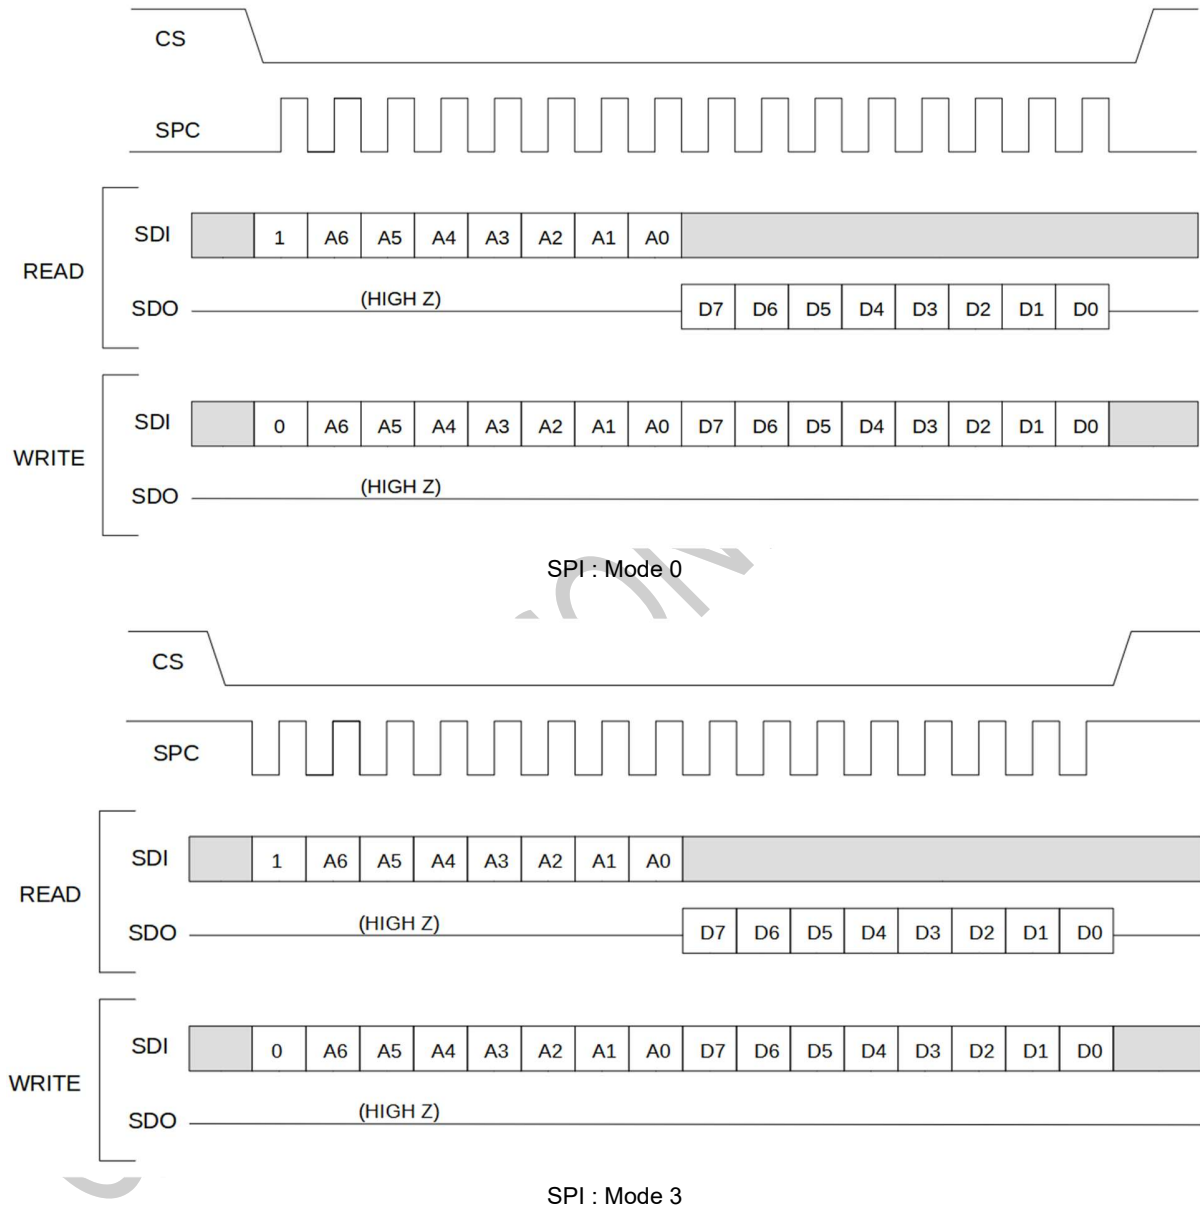 CS
SPC
SDI 1 A6 A5 A4 A3 A2 A1 A0
READ
SDO (HIGH Z) D7 D6 D5 D4 D3 D2 D1 D0
SDI 0 A6 A5 A4 A3 A2 A1 A0 D7 D6 D5 D4 D3 D2 D1 D0
WRITE
SDO (HIGH Z)
SPI : Mode 0
CS
SPC
SDI 1 A6 A5 A4 A3 A2 A1 A0
READ
SDO (HIGH Z) D7 D6 D5 D4 D3 D2 D1 D0
SDI 0 A6 A5 A4 A3 A2 A1 A0 D7 D6 D5 D4 D3 D2 D1 D0
WRITE
SDO (HIGH Z)
SPI : Mode 3